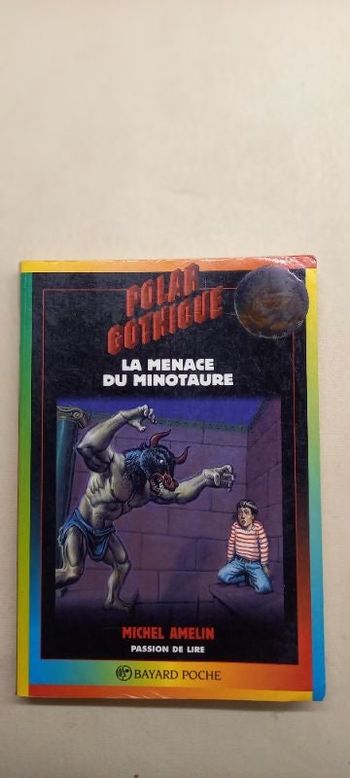 POLAR
GOTHIQUE
LA MENACE
DU MINOTAURE
MICHEL AMELIN
PASSION DE LIRE
BAYARD POCHE